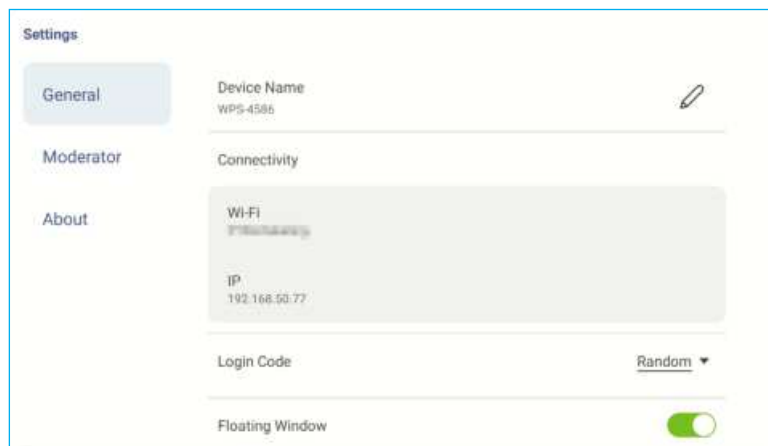 Settings
General
Moderator
About
Device Name
WPS-4586
Connectivity
Wi-Fi
IP
192.168.50.77
Login Code
Random
Floating Window